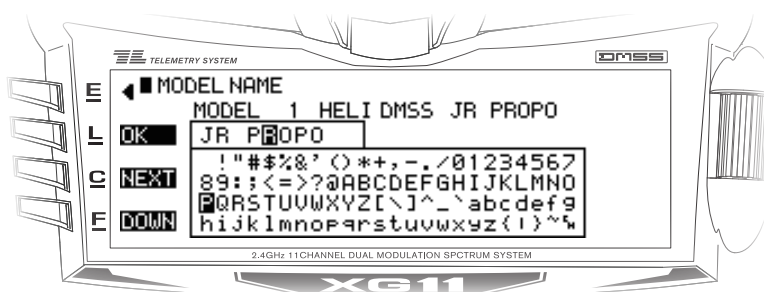 TELEMETRY SYSTEM
DMSS
E
MODEL NAME
MODEL 1 HELI DMSS JR PROPO
L
OK
JR PROPO
!"#$%&'()*+,-./01234567
C
NEXT
89:;<=>?@ABCDEFGHIJKLMNO
PQRSTUVWXYZ[\]^_`abcdefg
F
DOWN
hijklmnopqrstuvwxyz{|}~
2.4GHz 11CHANNEL DUAL MODULATION SPCTRUM SYSTEM
XG11